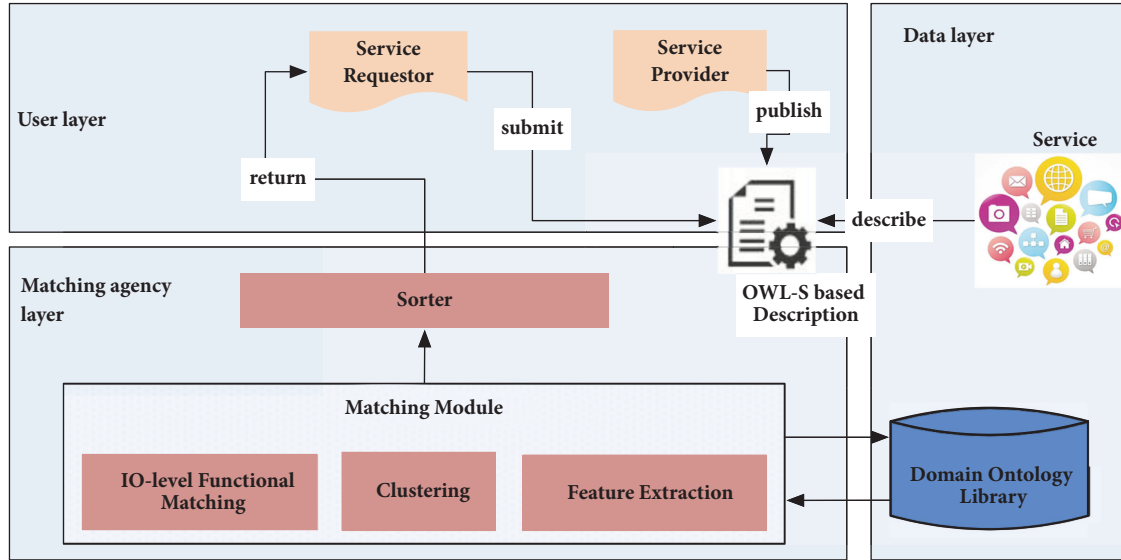 Service
Requestor
Service
Provider
Data layer
User layer
submit
publish
return
Service
describe
Matching agency
layer
Sorter
OWL-S based
Description
Matching Module
IO-level Functional
Matching
Clustering
Feature Extraction
Domain Ontology
Library